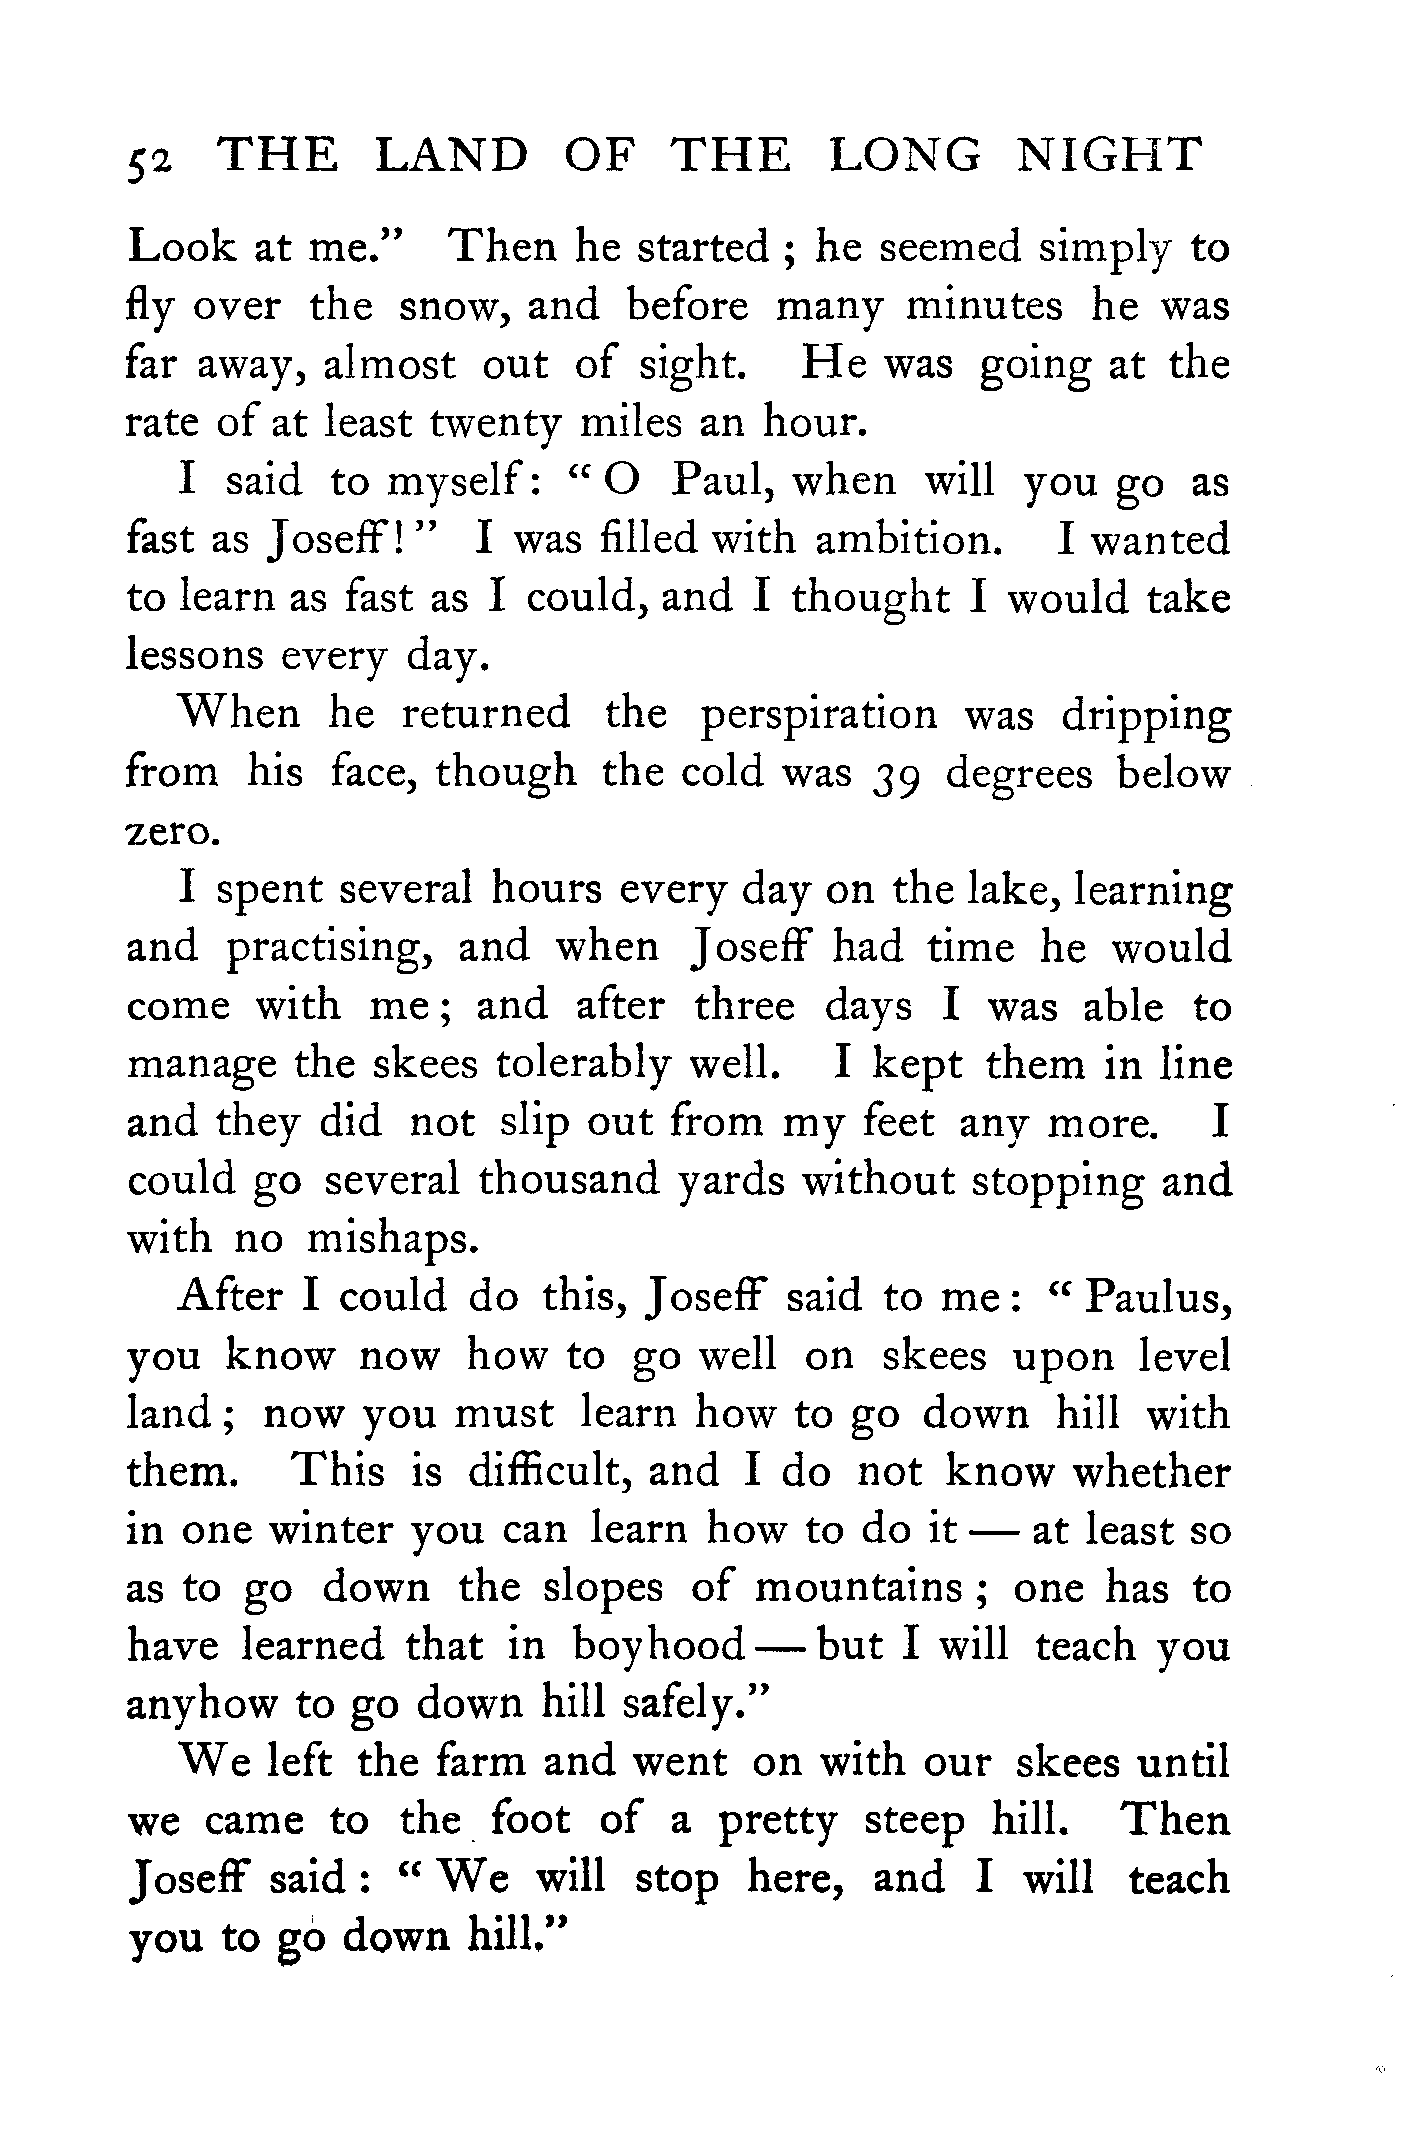 52 THE LAND OF THE LONG NIGHT
Look at me.” Then he started ; he seemed simply to
fly over the snow, and before many minutes he was
far away, almost out of sight. He was going at the
rate of at least twenty miles an hour.
I said to myself : “ O Paul, when will you go as
fast as Joseff! ” I was filled with ambition. I wanted
to learn as fast as I could, and I thought I would take
lessons every day.
When he returned the perspiration was dripping
from his face, though the cold was 39 degrees below
zero.
I spent several hours every day on the lake, learning
and practising, and when Joseff had time he would
come with me ; and after three days I was able to
manage the skees tolerably well. I kept them in line
and they did not slip out from my feet any more. I
could go several thousand yards without stopping and
with no mishaps.
After I could do this, Joseff said to me : “ Paulus,
you know now how to go well on skees upon level
land ; now you must learn how to go down hill with
them. This is difficult, and I do not know whether
in one winter you can learn how to do it — at least so
as to go down the slopes of mountains ; one has to
have learned that in boyhood — but I will teach you
anyhow to go down hill safely.”
We left the farm and went on with our skees until
we came to the foot of a pretty steep hill. Then
Joseff said : “ We will stop here, and I will teach
you to go down hill.”